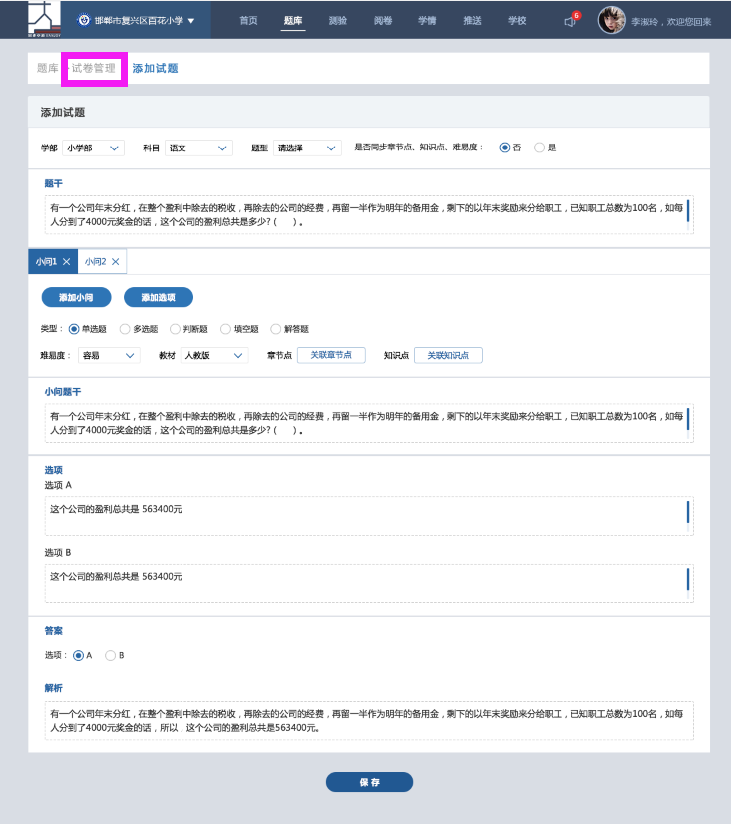 邯郸市复兴区百花小学 ▼ 首页 题库 测验 阅卷 学情 推送 学校 6 李淑玲，欢迎您回来
题库 试卷管理 添加试题
添加试题
学部 小学部 科目 语文 题型 请选择 是否同步章节点、知识点、难易度： 否 是
题干
有一个公司年末分红，在整个盈利中除去的税收，再除去的公司的经费，再留一半作为明年的备用金，剩下的以年末奖励来分给职工，已知职工总数为100名，如每
人分到了4000元奖金的话，这个公司的盈利总共是多少?（ ）。
小问1 × 小问2 ×
添加小问 添加选项
类型： 单选题 多选题 判断题 填空题 解答题
难易度： 容易 教材 人教版 章节点 关联章节点 知识点 关联知识点
小问题干
有一个公司年末分红，在整个盈利中除去的税收，再除去的公司的经费，再留一半作为明年的备用金，剩下的以年末奖励来分给职工，已知职工总数为100名，如每
人分到了4000元奖金的话，这个公司的盈利总共是多少?（ ）。
选项
选项 A
这个公司的盈利总共是 563400元
选项 B
这个公司的盈利总共是 563400元
答案
选项： A B
解析
有一个公司年末分红，在整个盈利中除去的税收，再除去的公司的经费，再留一半作为明年的备用金，剩下的以年末奖励来分给职工，已知职工总数为100名，如每
人分到了4000元奖金的话，所以 这个公司的盈利总共是563400元。
保存